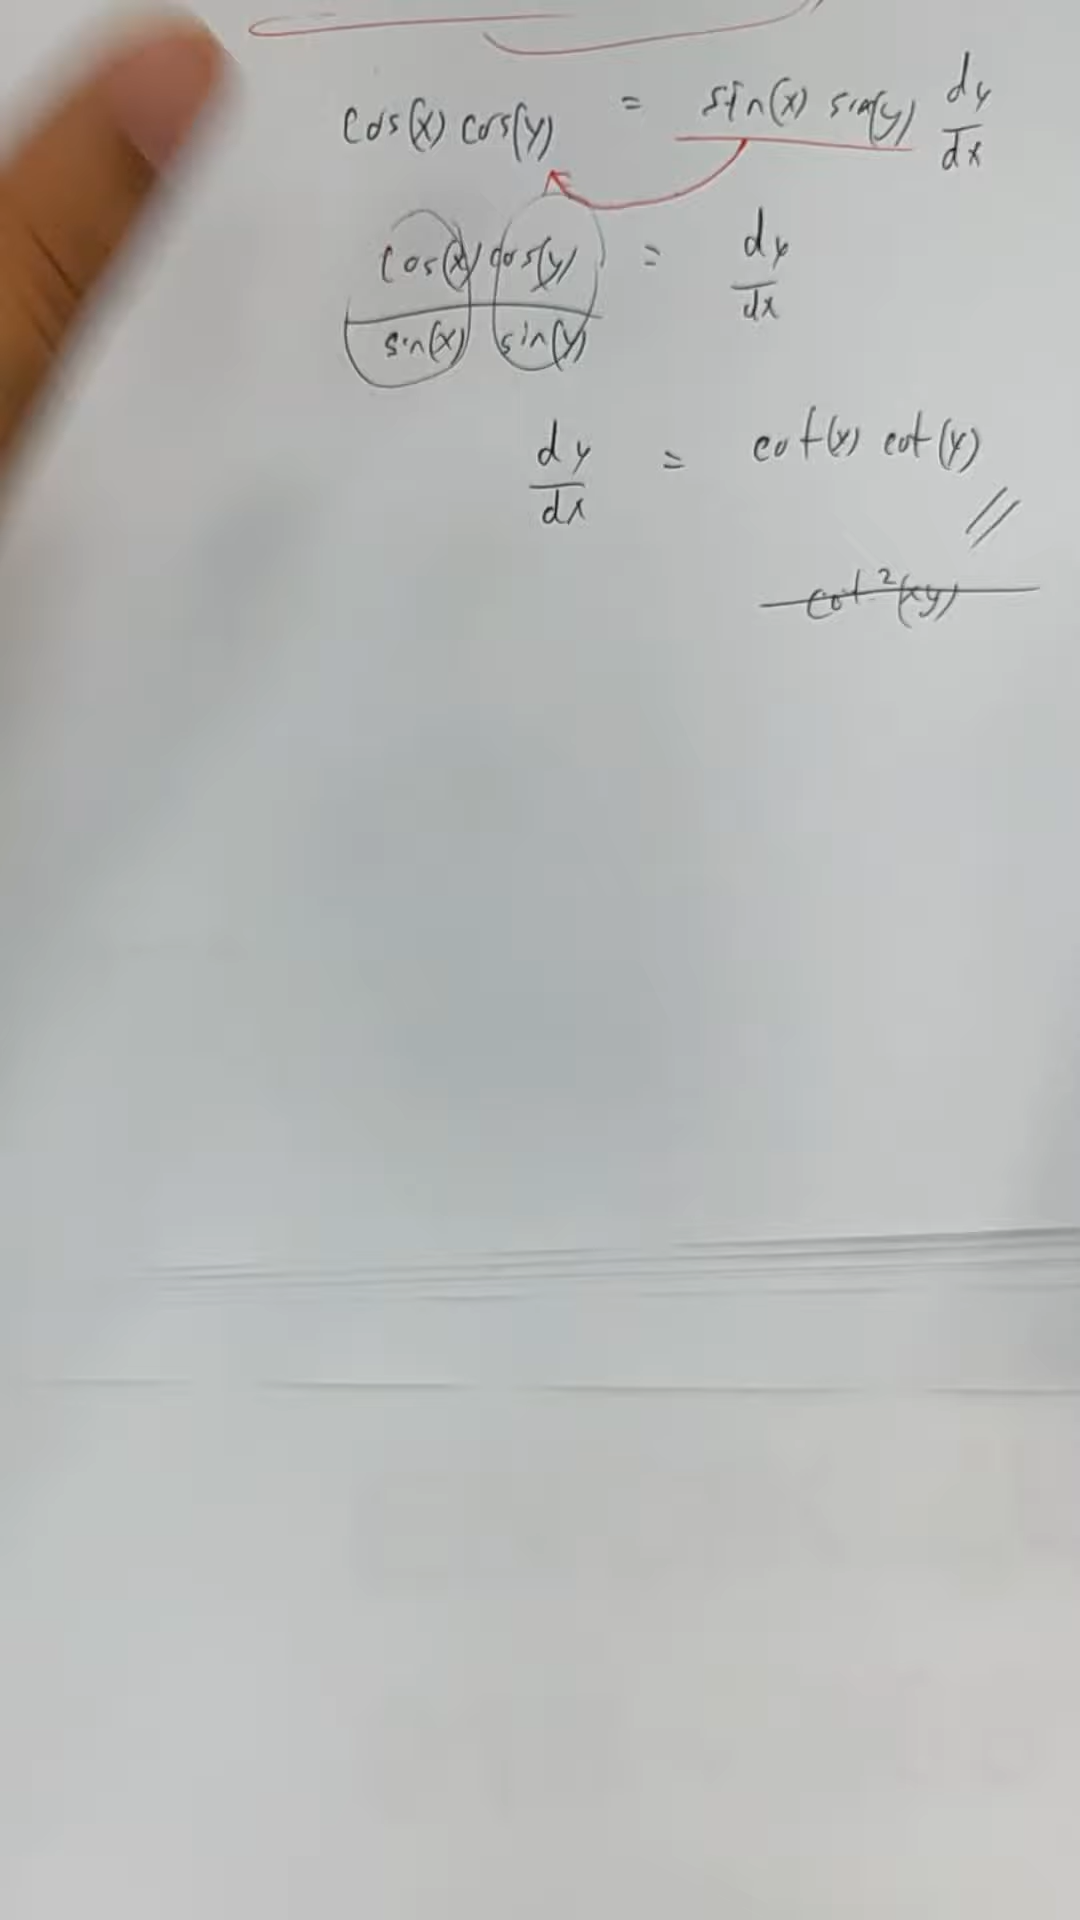 cos(x) cos(y) = sin(x) sin(y) dy/dx
cos(x) cos(y) / sin(x) sin(y) = dy/dx
dy/dx = cot(x) cot(y) //
cot²(xy)